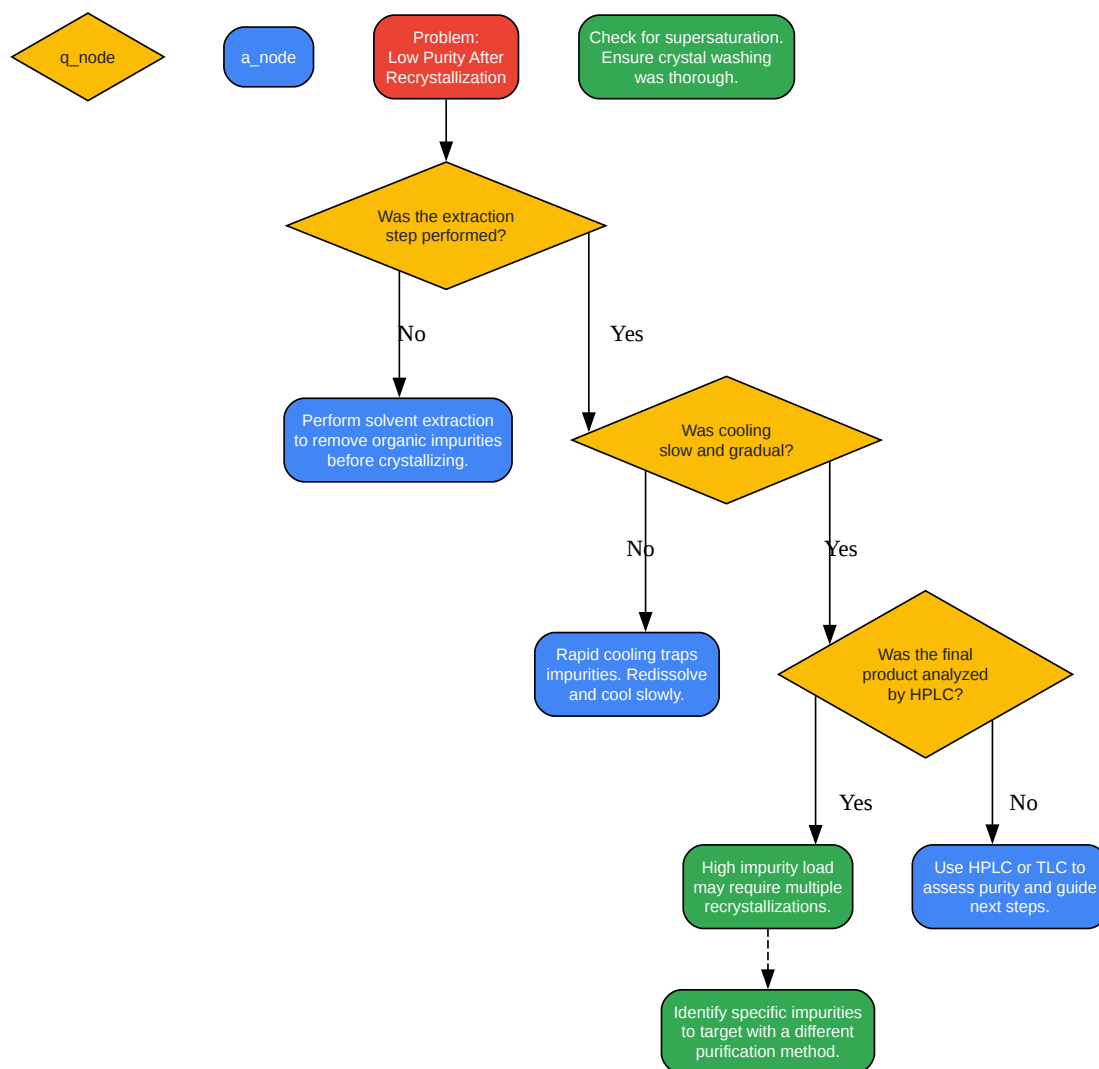 q_node
a_node
Problem:
Low Purity After
Recrystallization
Check for supersaturation.
Ensure crystal washing
was thorough.
Was the extraction
step performed?
No
Yes
Perform solvent extraction
to remove organic impurities
before crystallizing.
Was cooling
slow and gradual?
No
Yes
Rapid cooling traps
impurities. Redissolve
and cool slowly.
Was the final
product analyzed
by HPLC?
Yes
No
High impurity load
may require multiple
recrystallizations.
Use HPLC or TLC to
assess purity and guide
next steps.
Identify specific impurities
to target with a different
purification method.